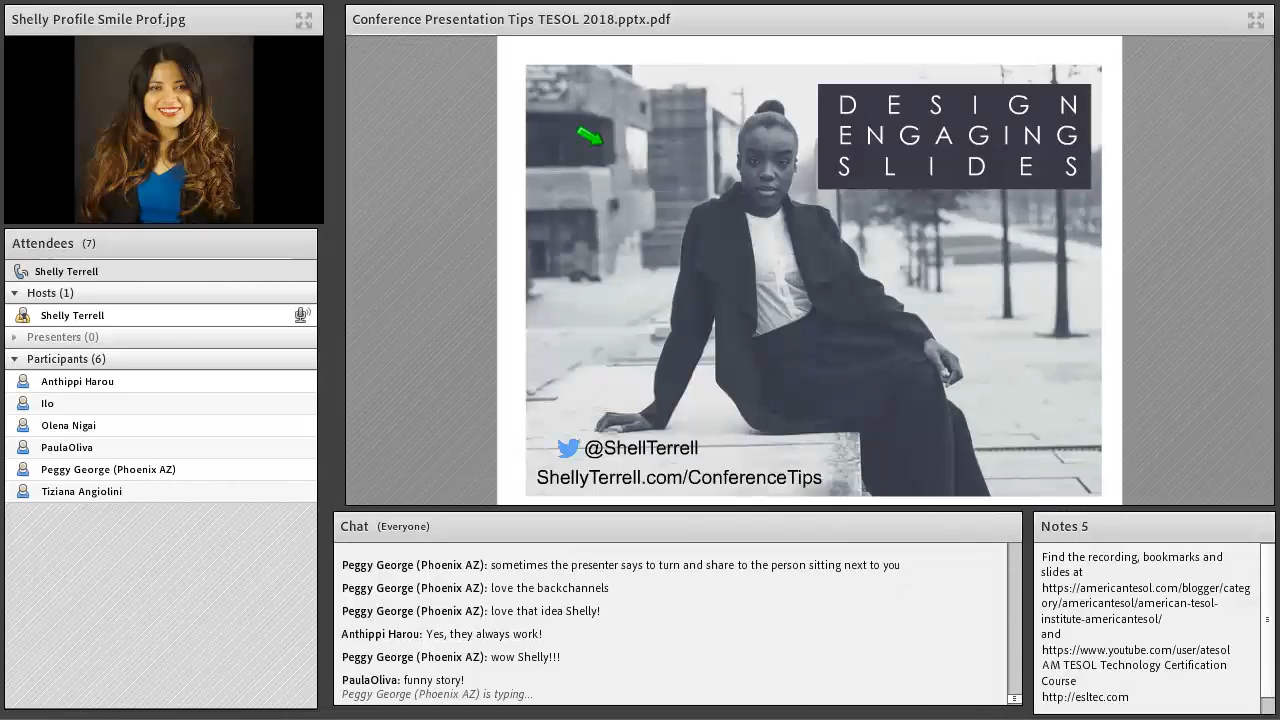 Shelly Profile Smile Prof.jpg
Conference Presentation Tips TESOL 2018.pptx.pdf
DESIGN
ENGAGING
SLIDES
@ShellTerrell
ShellyTerrell.com/ConferenceTips
Attendees (7)
Shelly Terrell
Hosts (1)
Shelly Terrell
Presenters (0)
Participants (6)
Anthippi Harou
Ilo
Olena Nigai
PaulaOliva
Peggy George (Phoenix AZ)
Tiziana Angiolini
Chat (Everyone)
Peggy George (Phoenix AZ): sometimes the presenter says to turn and share to the person sitting next to you
Peggy George (Phoenix AZ): love the backchannels
Peggy George (Phoenix AZ): love that idea Shelly!
Anthippi Harou: Yes, they always work!
Peggy George (Phoenix AZ): wow Shelly!!!
PaulaOliva: funny story!
Peggy George (Phoenix AZ) is typing...
Notes 5
Find the recording, bookmarks and
slides at
https://americantesol.com/blogger/categ
ory/americantesol/american-tesol-
institute-americantesol/
and
https://www.youtube.com/user/atesol
AM TESOL Technology Certification
Course
http://esltec.com